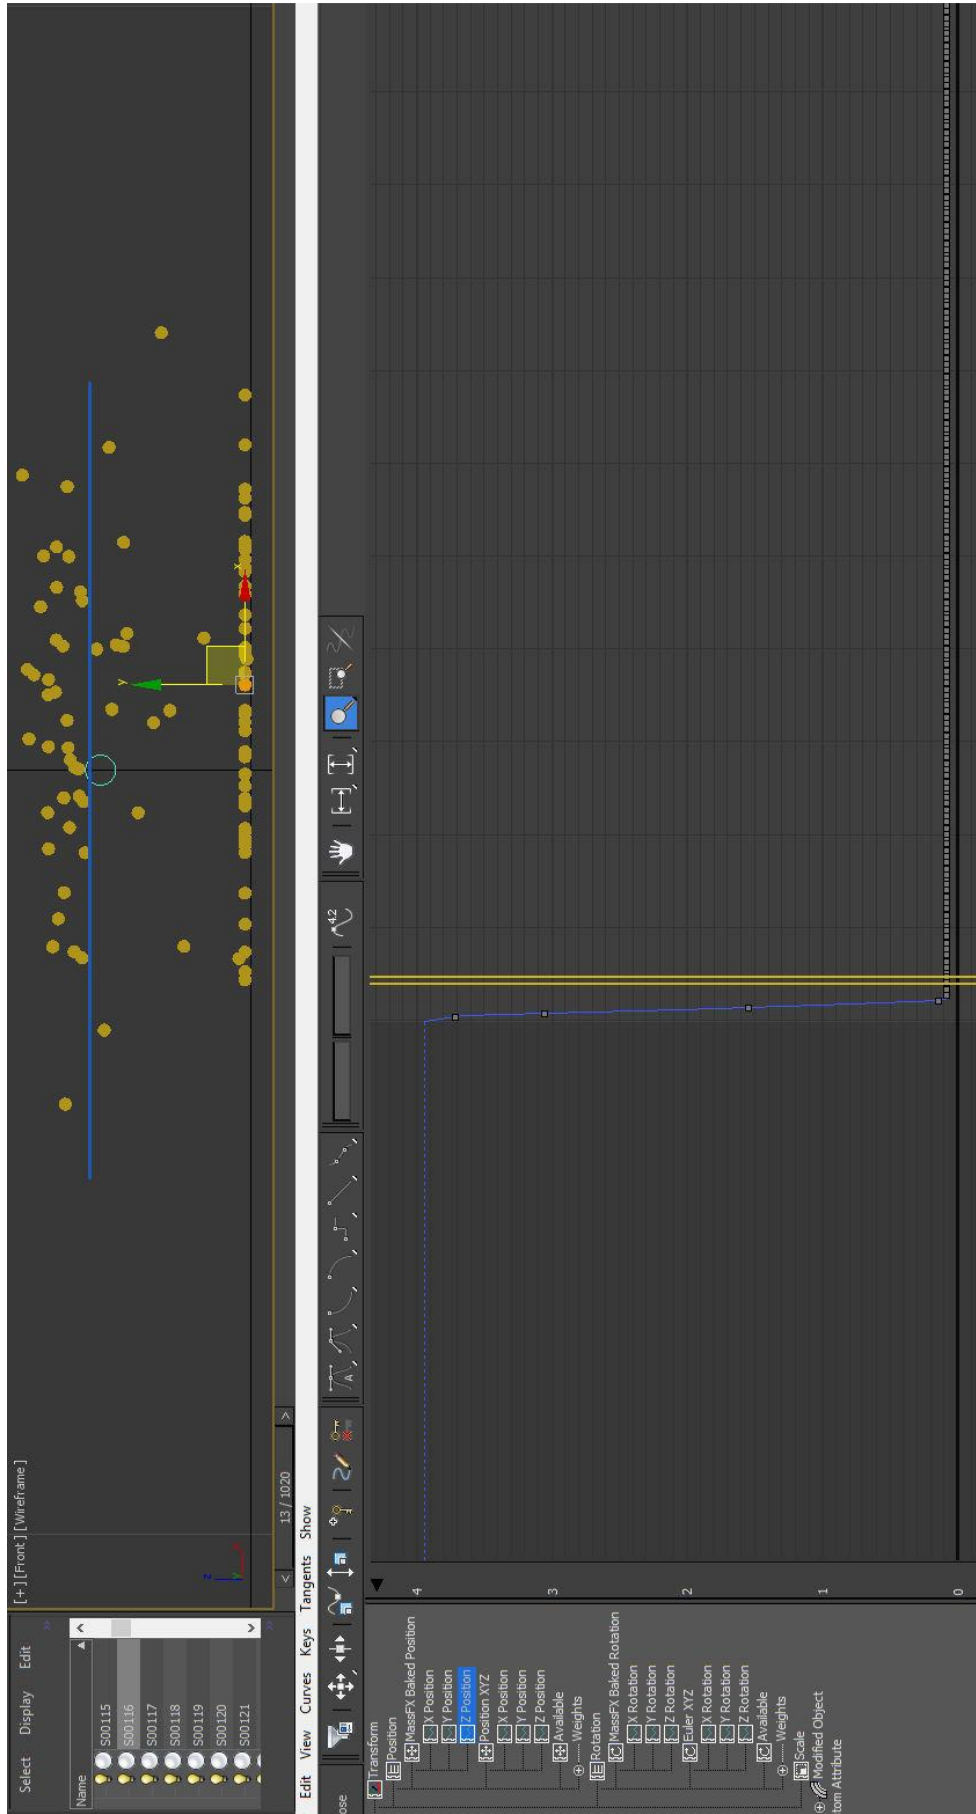 Select Display Edit
Name
S00115
S00116
S00117
S00118
S00119
S00120
S00121
[+] [Front] [Wireframe]
z
x
y
x
< 13 / 1020 >
Edit View Curves Keys Tangents Show
A
4.2
ose
Transform
Position
MassFX Baked Position
X Position
Y Position
Z Position
Position XYZ
X Position
Y Position
Z Position
Available
Weights
Rotation
MassFX Baked Rotation
X Rotation
Y Rotation
Z Rotation
Euler XYZ
X Rotation
Y Rotation
Z Rotation
Available
Weights
Scale
Modified Object
tom Attribute
4
3
2
1
0